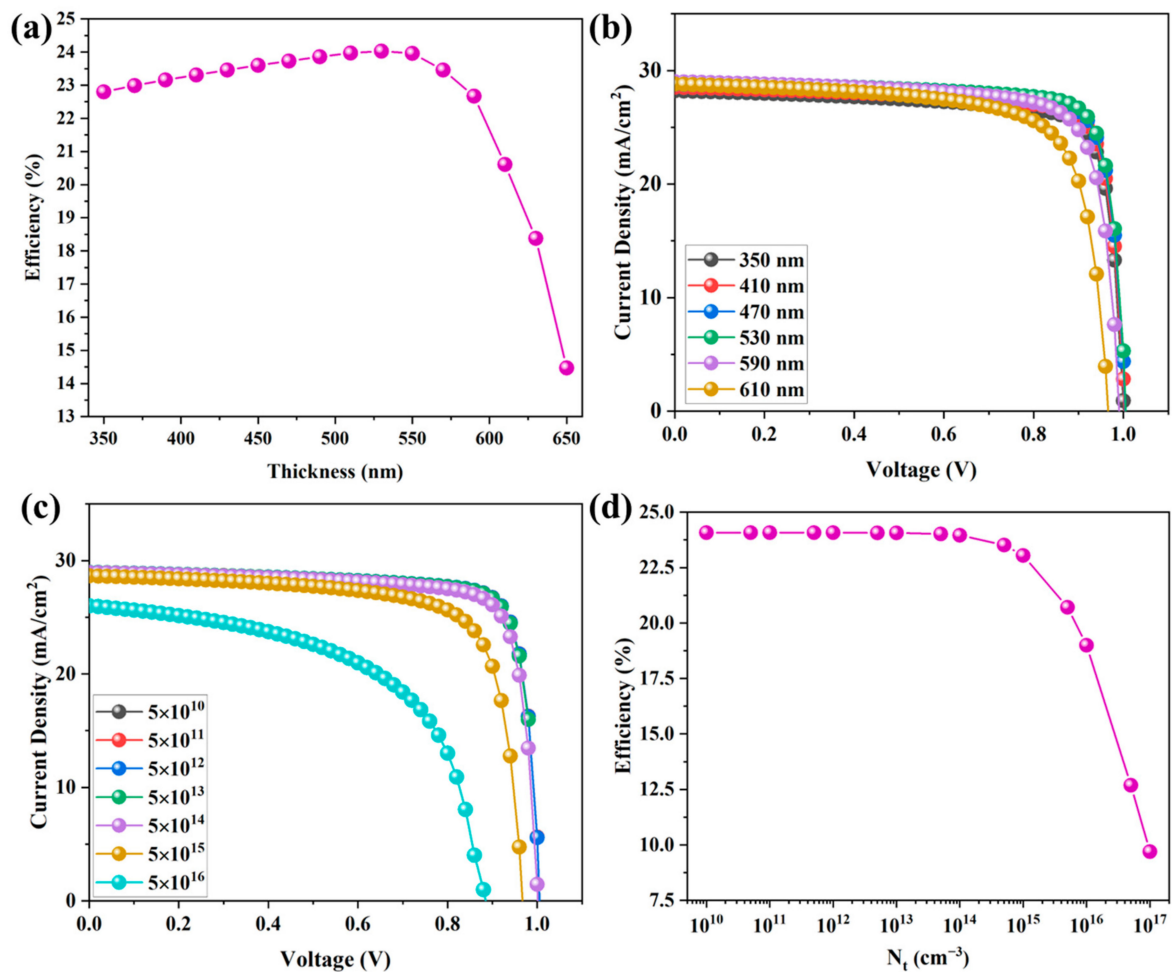 (a)
25
24
23
22
21
20
19
18
17
16
15
14
13
Efficiency (%)
350 400 450 500 550 600 650
Thickness (nm)
(b)
30
20
10
0
Current Density (mA/cm²)
350 nm
410 nm
470 nm
530 nm
590 nm
610 nm
0.0 0.2 0.4 0.6 0.8 1.0
Voltage (V)
(c)
30
20
10
0
Current Density (mA/cm²)
5×10¹⁰
5×10¹¹
5×10¹²
5×10¹³
5×10¹⁴
5×10¹⁵
5×10¹⁶
0.0 0.2 0.4 0.6 0.8 1.0
Voltage (V)
(d)
25.0
22.5
20.0
17.5
15.0
12.5
10.0
7.5
Efficiency (%)
10¹⁰ 10¹¹ 10¹² 10¹³ 10¹⁴ 10¹⁵ 10¹⁶ 10¹⁷
Nₜ (cm⁻³)